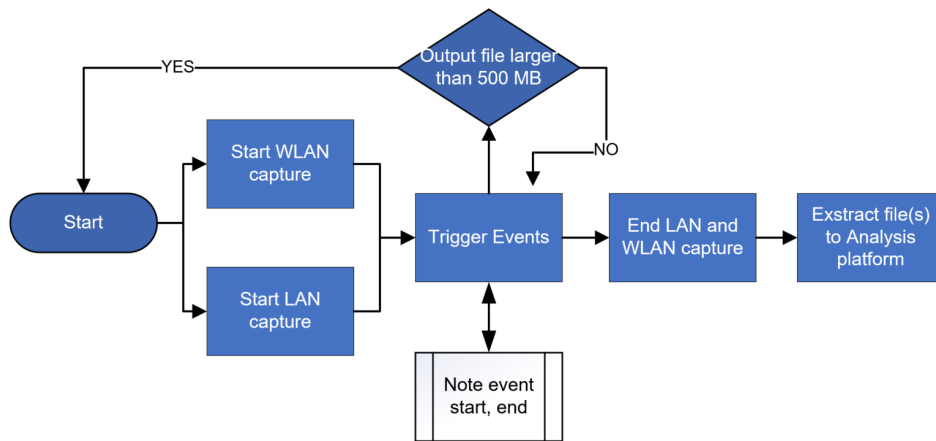 Output file larger
than 500 MB
YES
NO
Start WLAN
capture
Start
Trigger Events
End LAN and
WLAN capture
Exstract file(s)
to Analysis
platform
Start LAN
capture
Note event
start, end